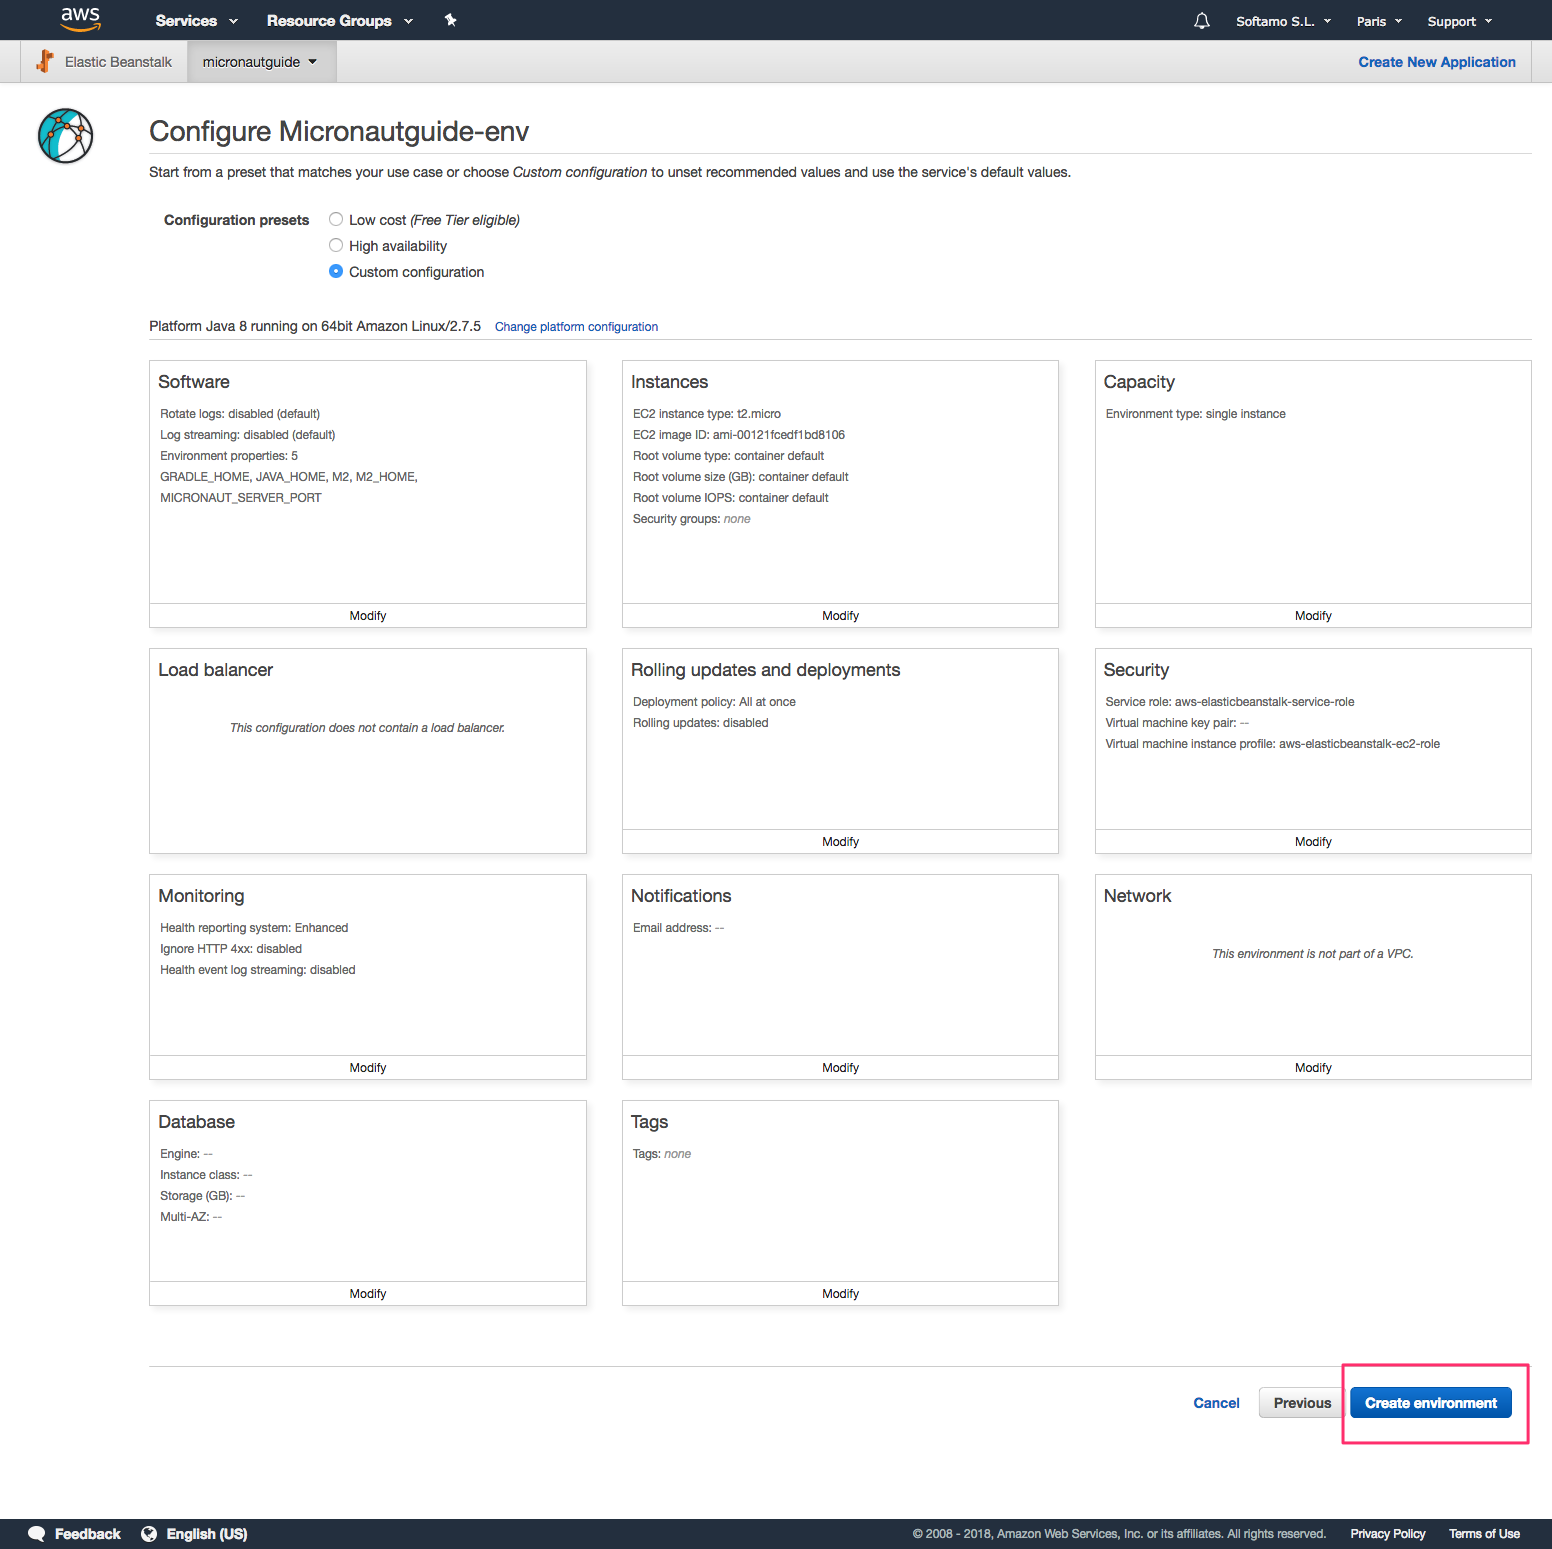 aws Services Resource Groups Softamo S.L. Paris Support
Elastic Beanstalk micronautguide Create New Application
Configure Micronautguide-env
Start from a preset that matches your use case or choose Custom configuration to unset recommended values and use the service's default values.
Configuration presets Low cost (Free Tier eligible)
High availability
Custom configuration
Platform Java 8 running on 64bit Amazon Linux/2.7.5 Change platform configuration
Software
Rotate logs: disabled (default)
Log streaming: disabled (default)
Environment properties: 5
GRADLE_HOME, JAVA_HOME, M2, M2_HOME,
MICRONAUT_SERVER_PORT
Modify
Instances
EC2 instance type: t2.micro
EC2 image ID: ami-00121fcedf1bd8106
Root volume type: container default
Root volume size (GB): container default
Root volume IOPS: container default
Security groups: none
Modify
Capacity
Environment type: single instance
Modify
Load balancer
This configuration does not contain a load balancer.
Rolling updates and deployments
Deployment policy: All at once
Rolling updates: disabled
Modify
Security
Service role: aws-elasticbeanstalk-service-role
Virtual machine key pair: --
Virtual machine instance profile: aws-elasticbeanstalk-ec2-role
Modify
Monitoring
Health reporting system: Enhanced
Ignore HTTP 4xx: disabled
Health event log streaming: disabled
Modify
Notifications
Email address: --
Modify
Network
This environment is not part of a VPC.
Modify
Database
Engine: --
Instance class: --
Storage (GB): --
Multi-AZ: --
Modify
Tags
Tags: none
Modify
Cancel Previous Create environment
Feedback English (US) © 2008 - 2018, Amazon Web Services, Inc. or its affiliates. All rights reserved. Privacy Policy Terms of Use